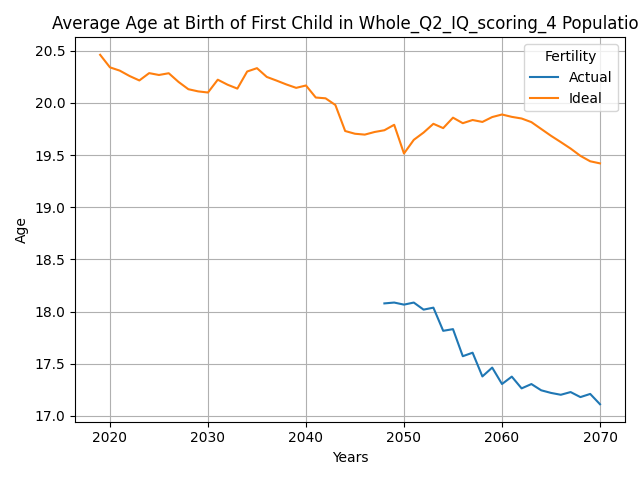 Average Age at Birth of First Child in Whole_Q2_IQ_scoring_4 Populatio
Fertility
Actual
Ideal
20.5
20.0
19.5
19.0
18.5
18.0
17.5
17.0
Age
2020
2030
2040
2050
2060
2070
Years